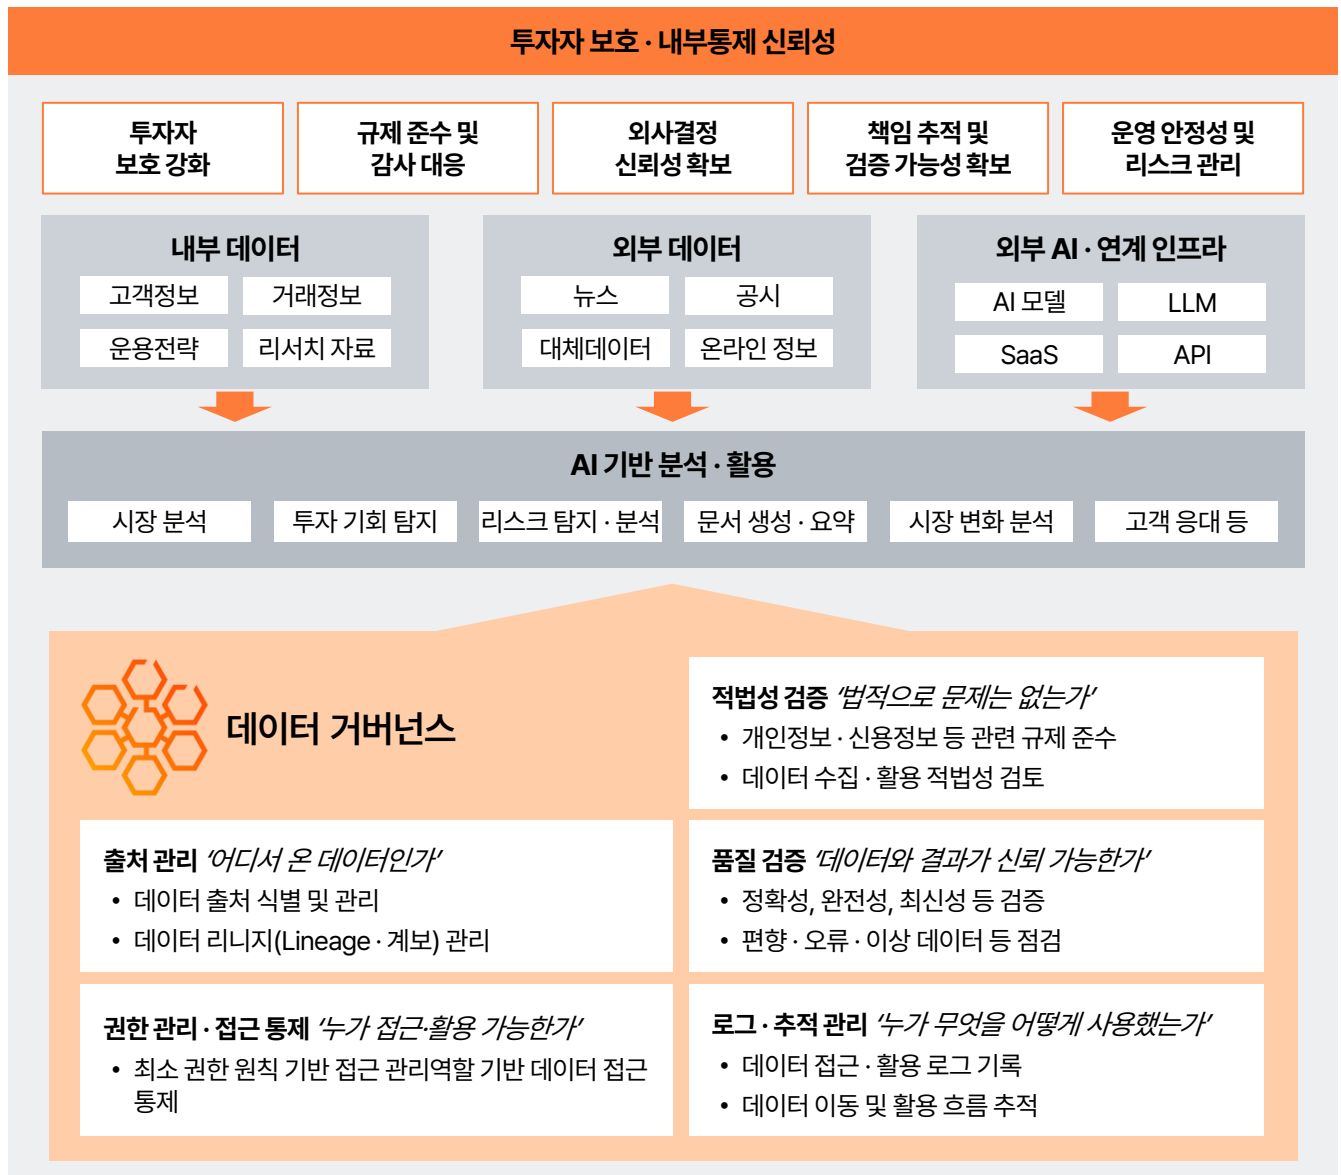 투자자 보호 · 내부통제 신뢰성
투자자
보호 강화
규제 준수 및
감사 대응
외사결정
신뢰성 확보
책임 추적 및
검증 가능성 확보
운영 안정성 및
리스크 관리
내부 데이터
고객정보
거래정보
운용전략
리서치 자료
외부 데이터
뉴스
공시
대체데이터
온라인 정보
외부 AI · 연계 인프라
AI 모델
LLM
SaaS
API
AI 기반 분석 · 활용
시장 분석
투자 기회 탐지
리스크 탐지 · 분석
문서 생성 · 요약
시장 변화 분석
고객 응대 등
데이터 거버넌스
적법성 검증 '법적으로 문제는 없는가'
• 개인정보 · 신용정보 등 관련 규제 준수
• 데이터 수집 · 활용 적법성 검토
출처 관리 '어디서 온 데이터인가'
• 데이터 출처 식별 및 관리
• 데이터 리니지(Lineage · 계보) 관리
품질 검증 '데이터와 결과가 신뢰 가능한가'
• 정확성, 완전성, 최신성 등 검증
• 편향 · 오류 · 이상 데이터 등 점검
권한 관리 · 접근 통제 '누가 접근·활용 가능한가'
• 최소 권한 원칙 기반 접근 관리역할 기반 데이터 접근
통제
로그 · 추적 관리 '누가 무엇을 어떻게 사용했는가'
• 데이터 접근 · 활용 로그 기록
• 데이터 이동 및 활용 흐름 추적